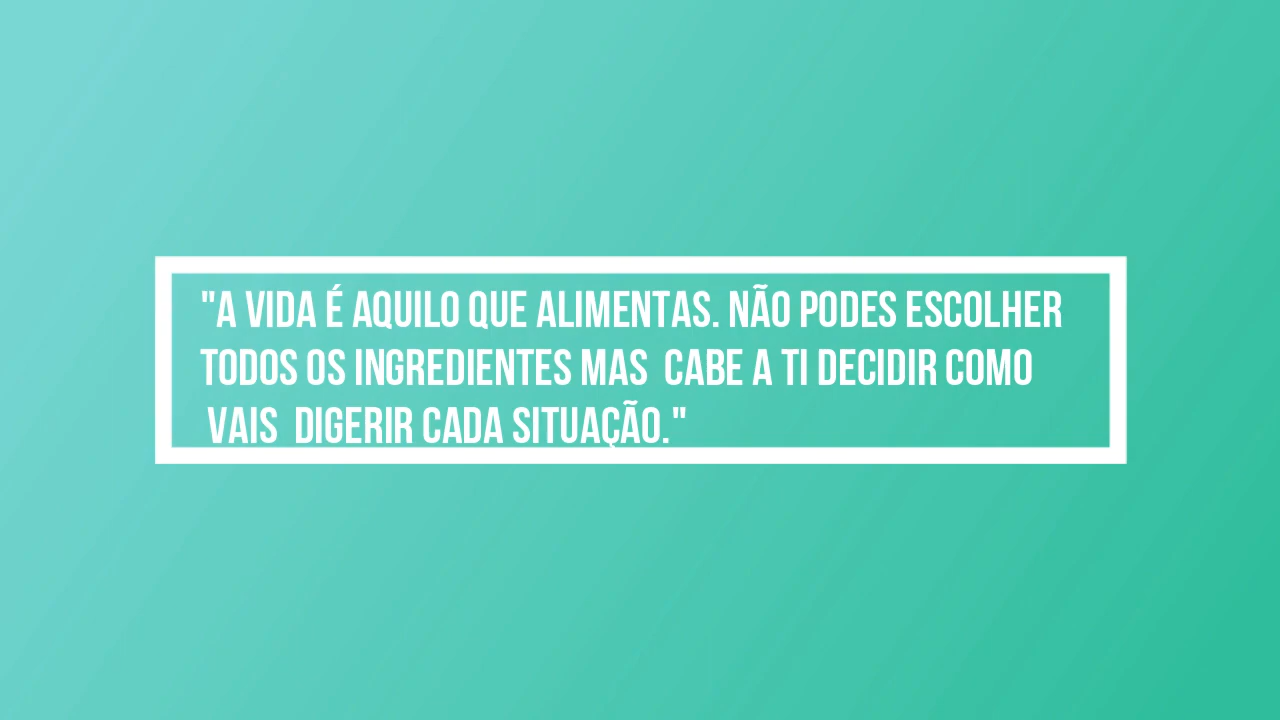 "A VIDA É AQUILO QUE ALIMENTAS. NÃO PODES ESCOLHER
TODOS OS INGREDIENTES MAS  CABE A TI DECIDIR COMO
VAIS  DIGERIR CADA SITUAÇÃO."